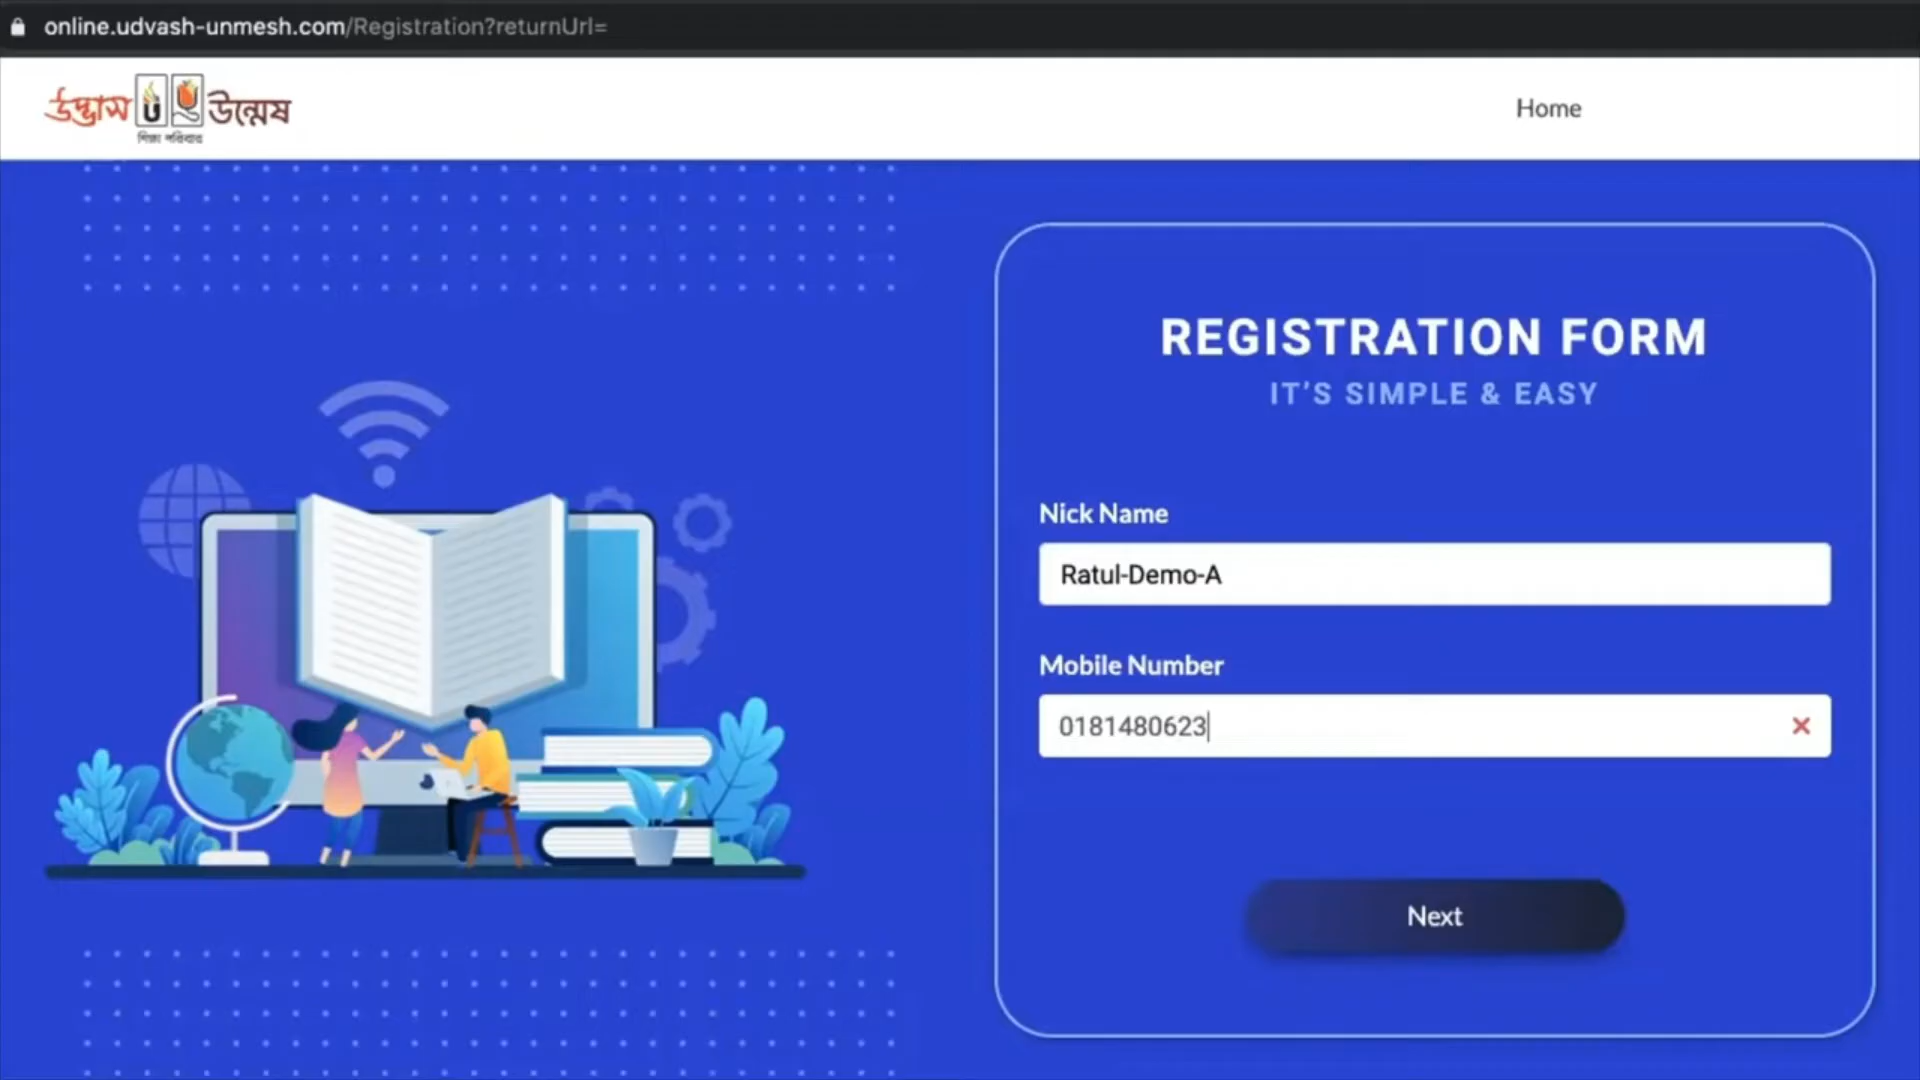 online.udvash-unmesh.com/Registration?returnUrl=
উদ্ভাস U উন্মেষ
শিক্ষা পরিবার
Home
REGISTRATION FORM
IT'S SIMPLE & EASY
Nick Name
Ratul-Demo-A
Mobile Number
0181480623
Next